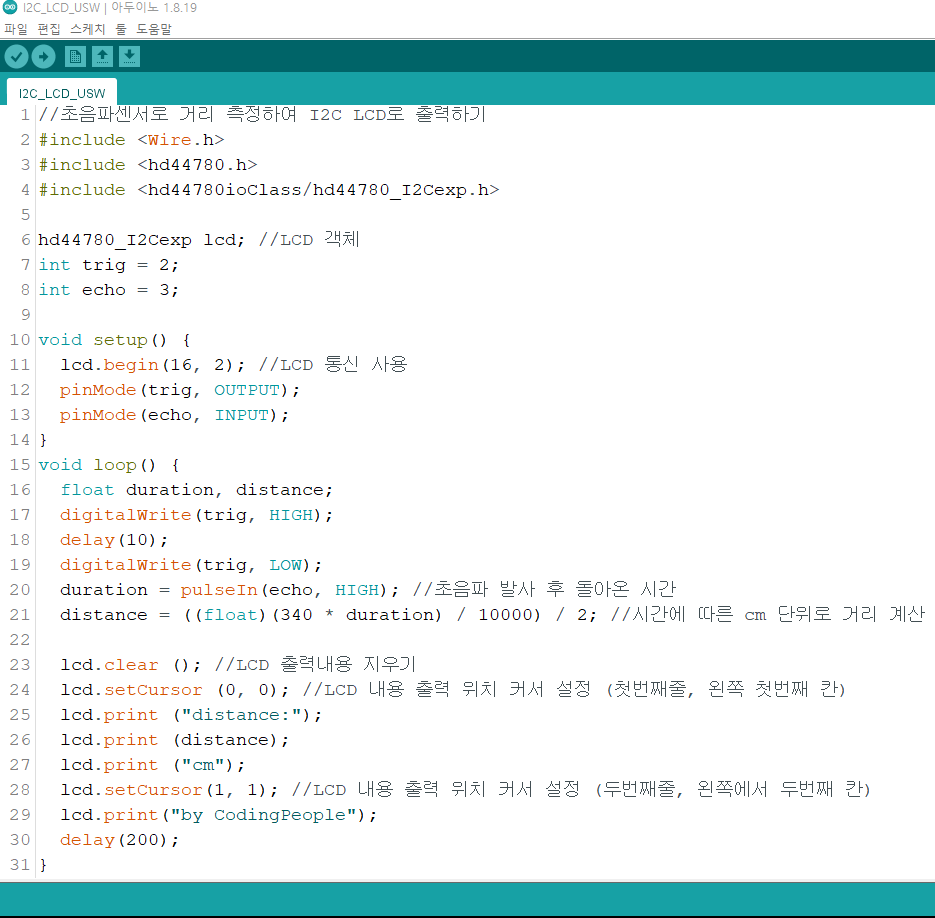 I2C_LCD_USW | 아두이노 1.8.19
파일 편집 스케치 툴 도움말
I2C_LCD_USW
1 //초음파센서로 거리 측정하여 I2C LCD로 출력하기
2 #include <Wire.h>
3 #include <hd44780.h>
4 #include <hd44780ioClass/hd44780_I2Cexp.h>
5
6 hd44780_I2Cexp lcd; //LCD 객체
7 int trig = 2;
8 int echo = 3;
9
10 void setup() {
11   lcd.begin(16, 2); //LCD 통신 사용
12   pinMode(trig, OUTPUT);
13   pinMode(echo, INPUT);
14 }
15 void loop() {
16   float duration, distance;
17   digitalWrite(trig, HIGH);
18   delay(10);
19   digitalWrite(trig, LOW);
20   duration = pulseIn(echo, HIGH); //초음파 발사 후 돌아온 시간
21   distance = ((float)(340 * duration) / 10000) / 2; //시간에 따른 cm 단위로 거리 계산
22
23   lcd.clear (); //LCD 출력내용 지우기
24   lcd.setCursor (0, 0); //LCD 내용 출력 위치 커서 설정 (첫번째줄, 왼쪽 첫번째 칸)
25   lcd.print ("distance:");
26   lcd.print (distance);
27   lcd.print ("cm");
28   lcd.setCursor(1, 1); //LCD 내용 출력 위치 커서 설정 (두번째줄, 왼쪽에서 두번째 칸)
29   lcd.print("by CodingPeople");
30   delay(200);
31 }